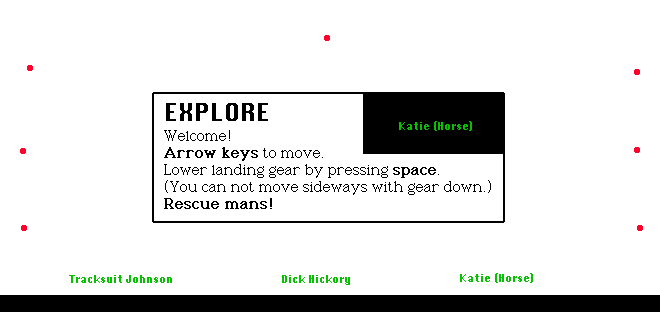 EXPLORE
Katie (Horse)
Welcome!
Arrow keys to move.
Lower landing gear by pressing space.
(You can not move sideways with gear down.)
Rescue mans!
Tracksuit Johnson
Dick Hickory
Katie (Horse)